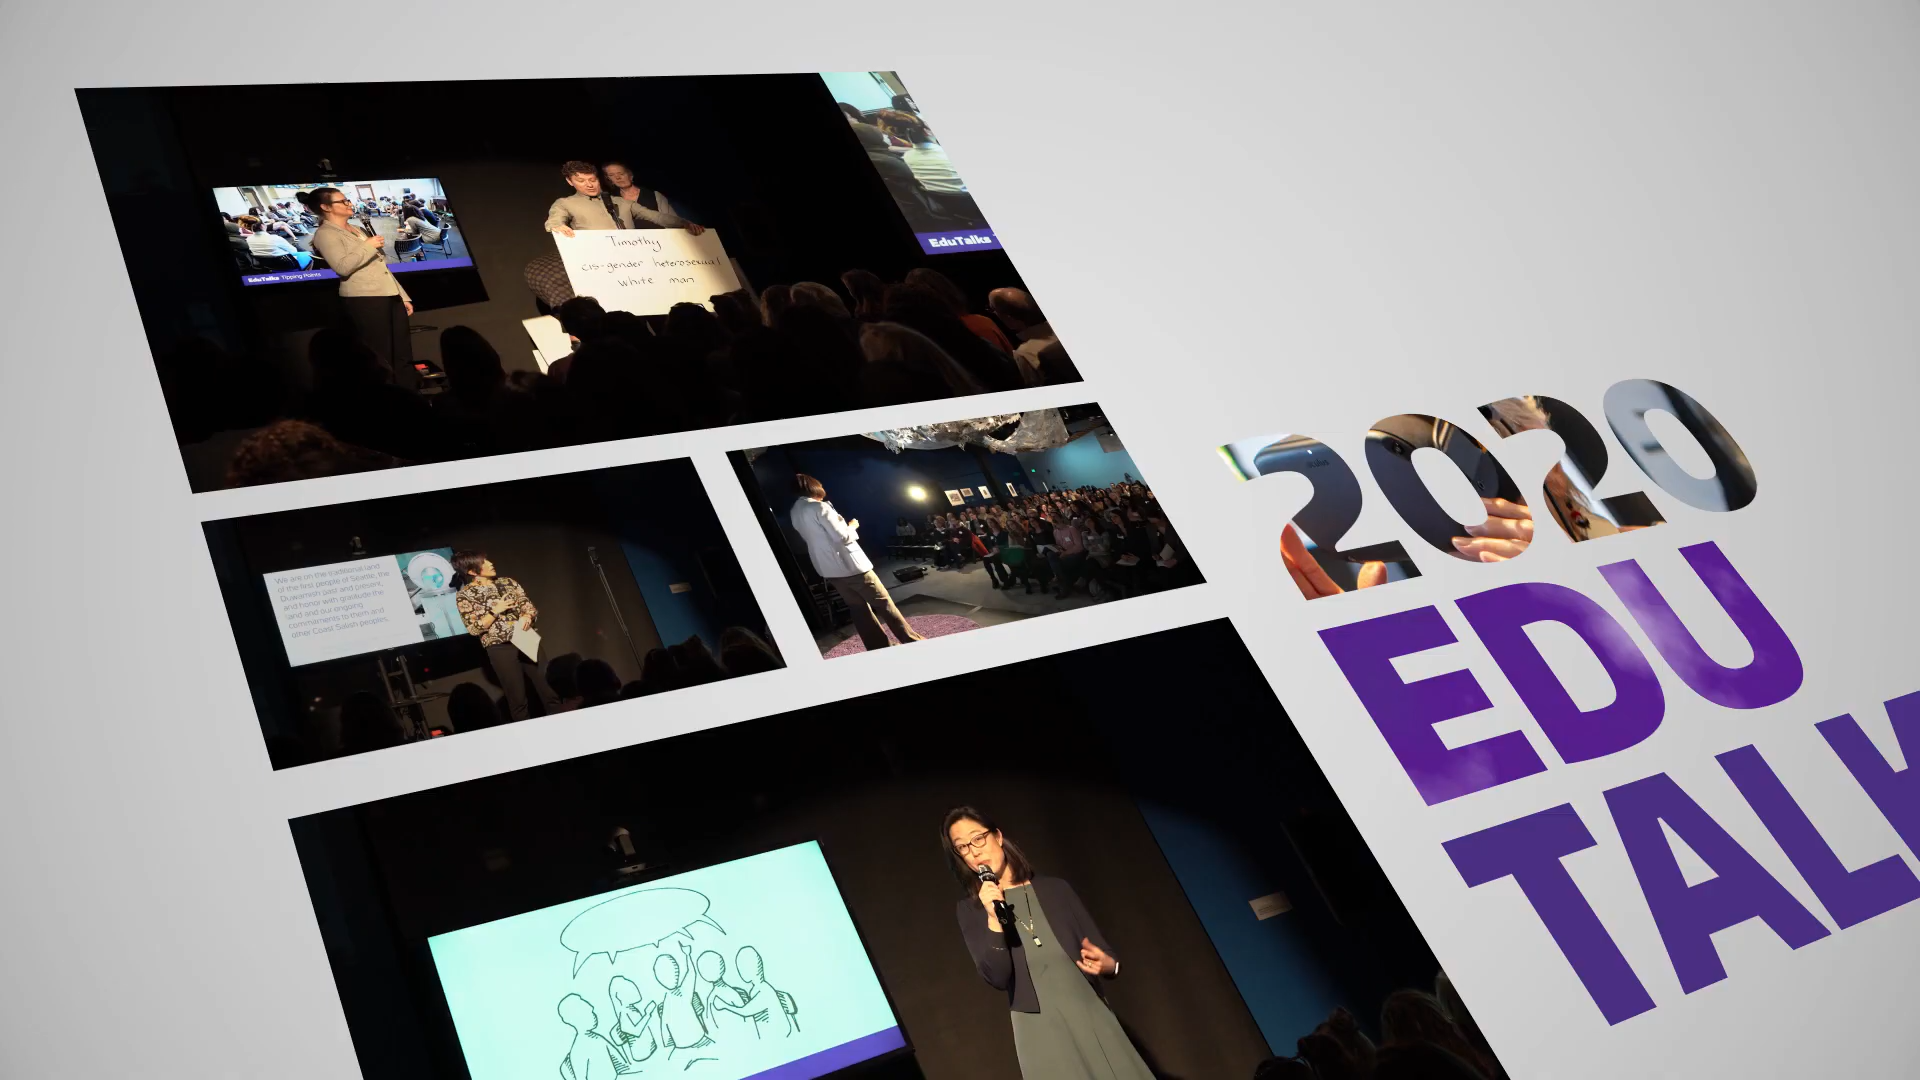 EduTalks
EduTalks Tipping Points
Timothy
cis-gender heterosexual
white man
We are on the traditional land
of the first people of Seattle, the
Duwamish past and present,
and honor with gratitude the
land and our ongoing
commitments to them and
other Coast Salish peoples.
oculus
2020
EDU
TALK